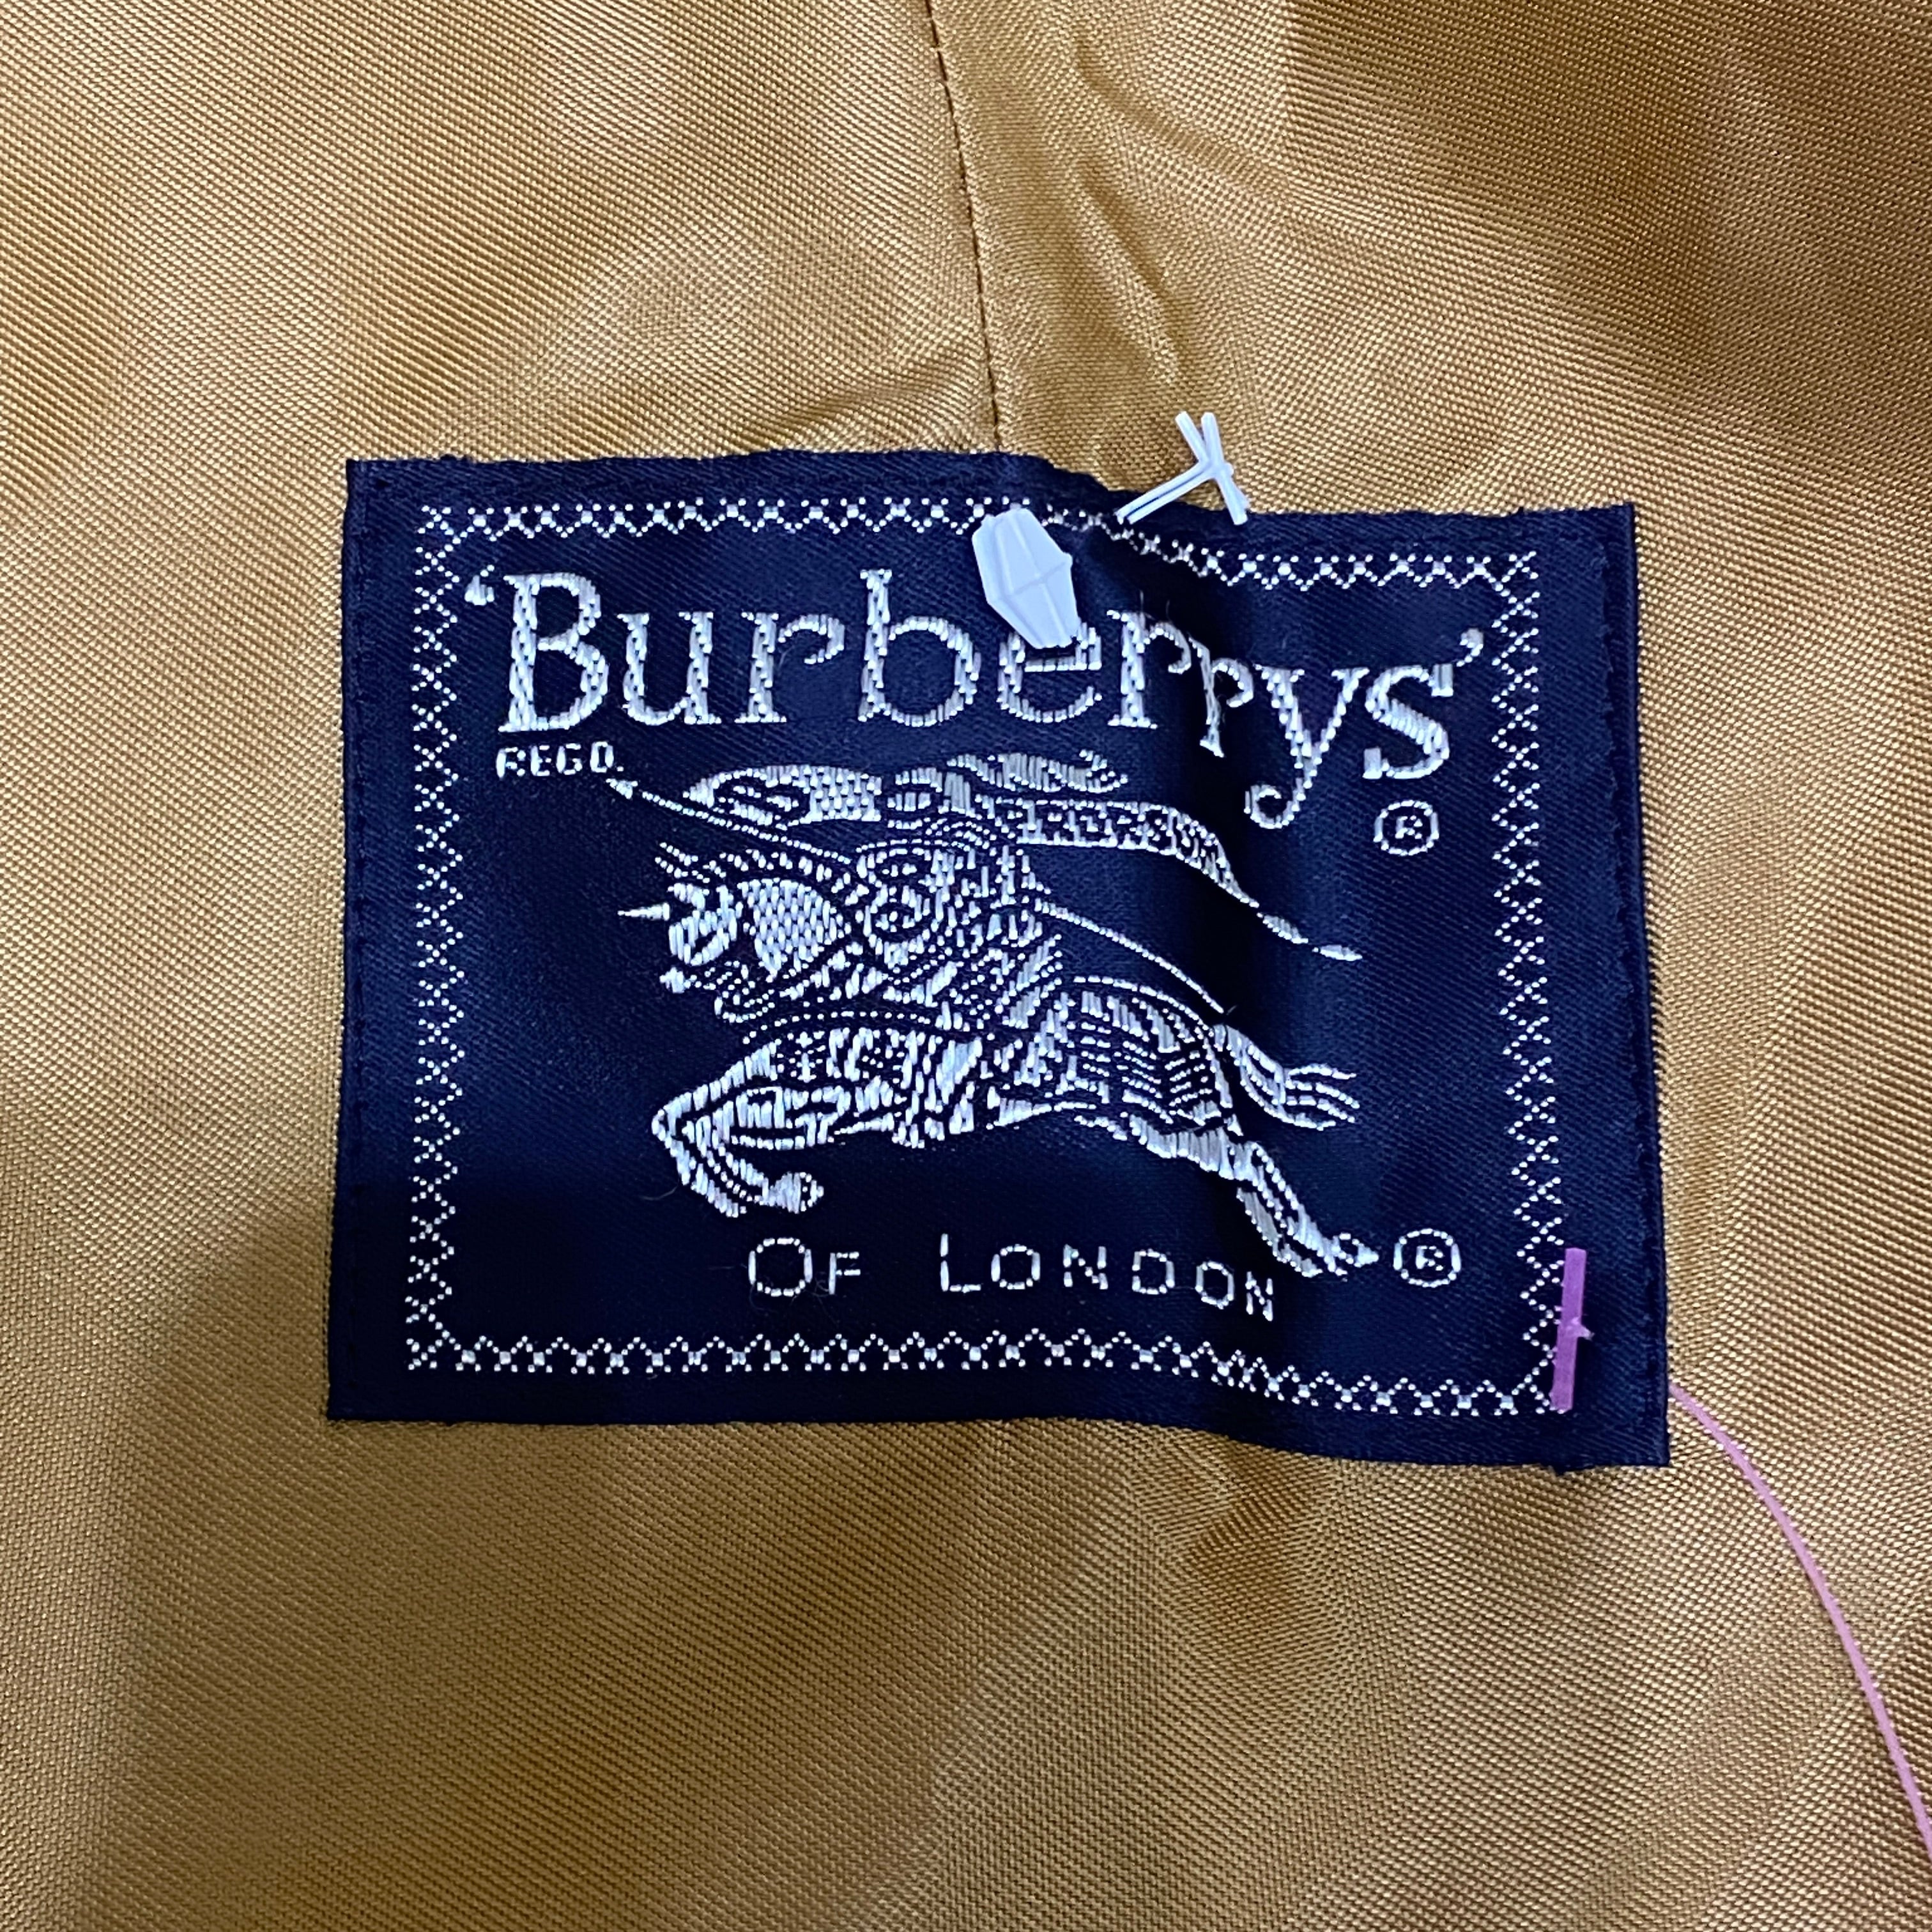 'Burberrys'
REGD.
®
PRORSUM
OF LONDON ®